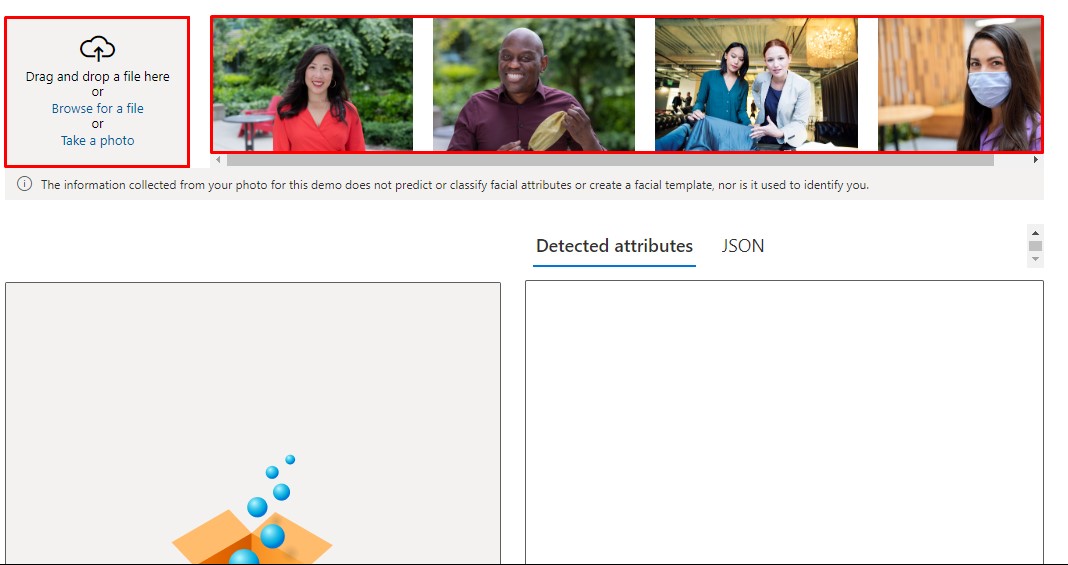 Drag and drop a file here
or
Browse for a file
or
Take a photo
The information collected from your photo for this demo does not predict or classify facial attributes or create a facial template, nor is it used to identify you.
Detected attributes
JSON